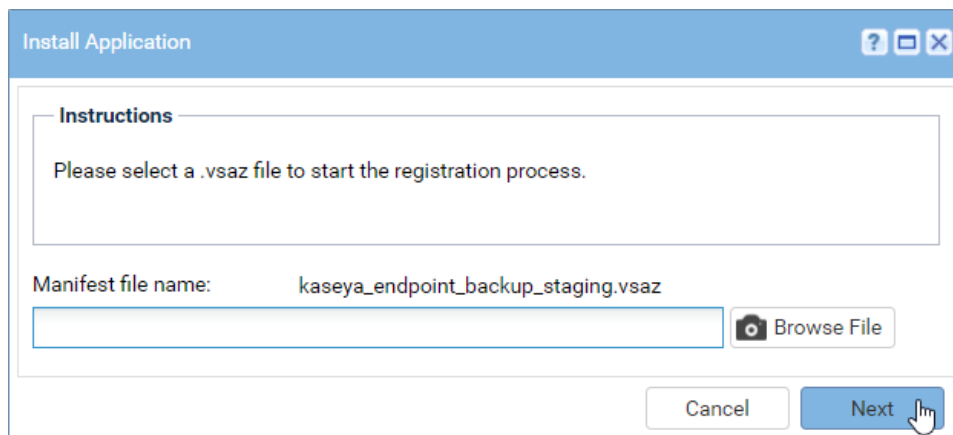 Install Application
Instructions
Please select a .vsaz file to start the registration process.
Manifest file name: kaseya_endpoint_backup_staging.vsaz
Browse File
Cancel Next